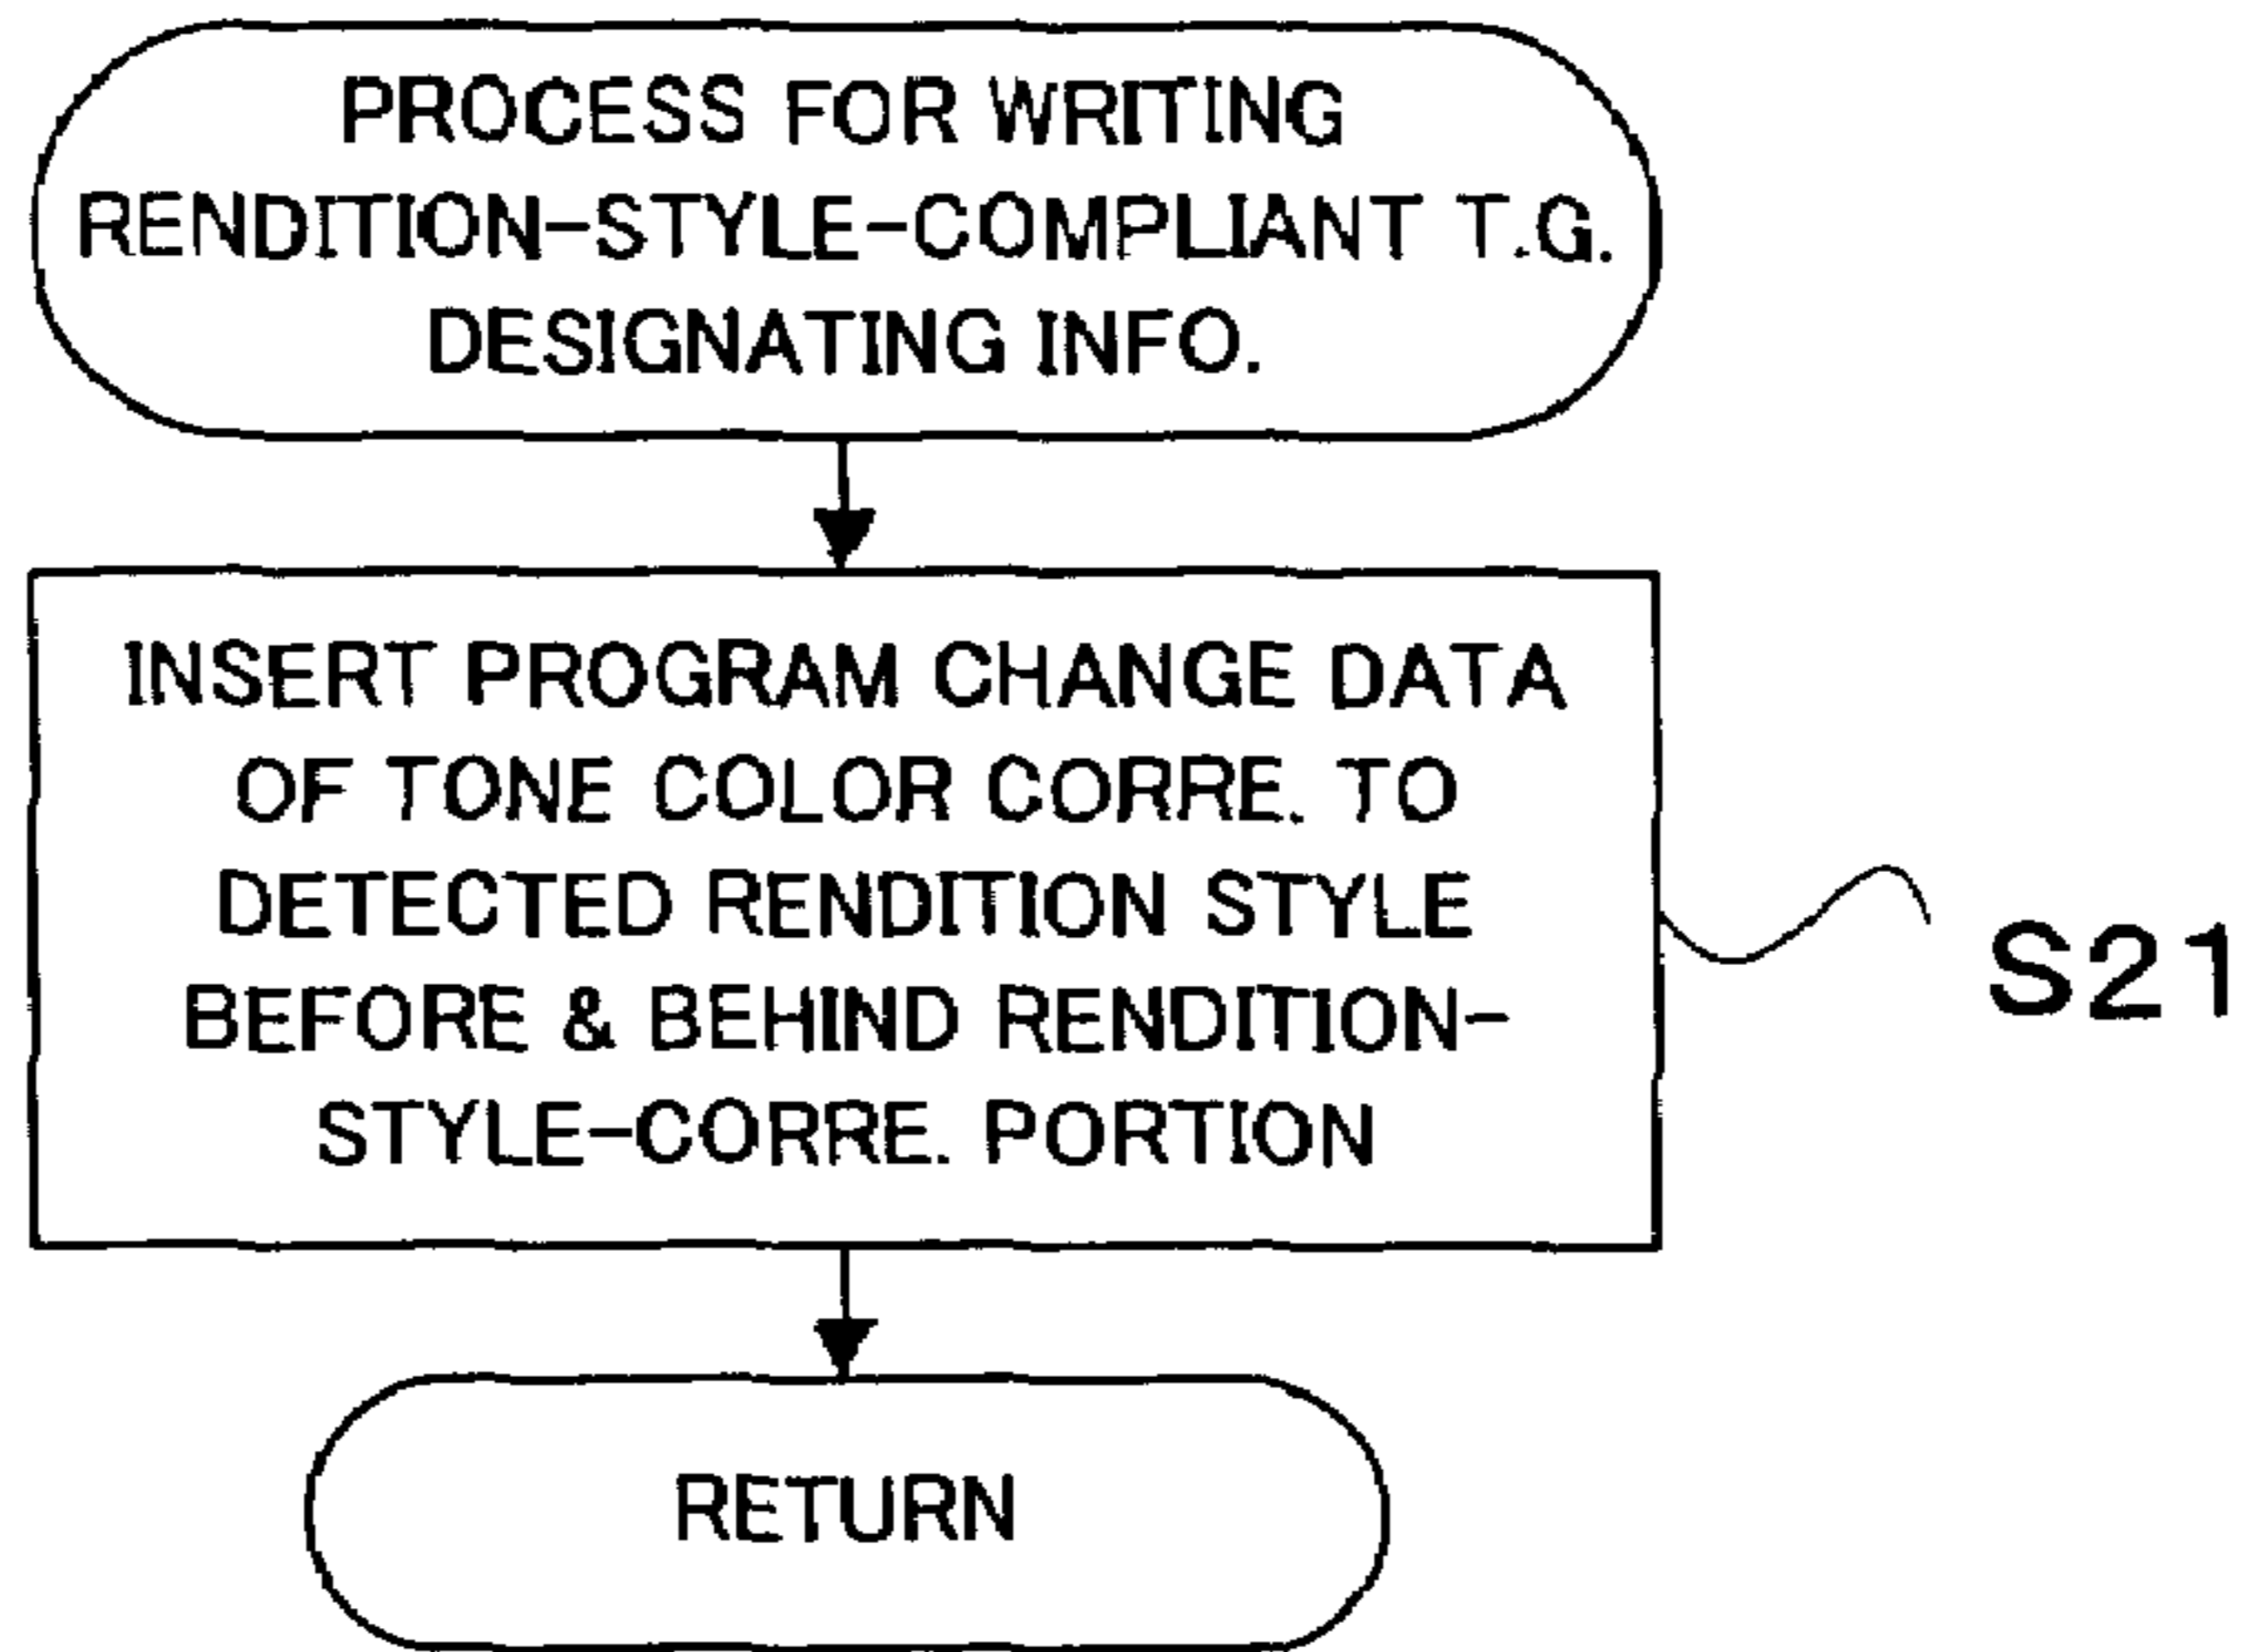 PROCESS FOR WRITING
RENDITION-STYLE-COMPLIANT T.G.
DESIGNATING INFO.
INSERT PROGRAM CHANGE DATA
OF TONE COLOR CORRE. TO
DETECTED RENDITION STYLE
BEFORE & BEHIND RENDITION-
STYLE-CORRE. PORTION
S21
RETURN